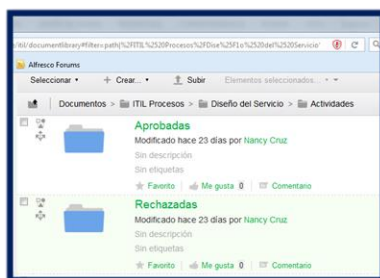 /itil/documentlibrary#filter=path|%2FITIL%2520Procesos%2FDise%25F1o%2520del%2520Servicio'
Alfresco Forums
Seleccionar Crear... Subir Elementos seleccionados...
Documentos > ITIL Procesos > Diseño del Servicio > Actividades
Aprobadas
Modificado hace 23 días por Nancy Cruz
Sin descripción
Sin etiquetas
Favorito Me gusta 0 Comentario
Rechazadas
Modificado hace 23 días por Nancy Cruz
Sin descripción
Sin etiquetas
Favorito Me gusta 0 Comentario